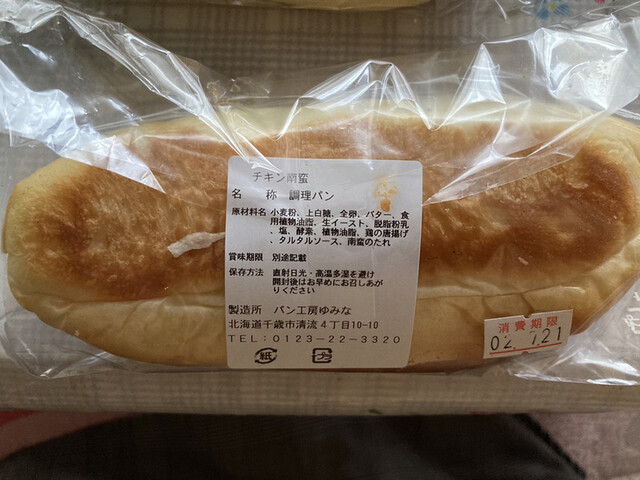 チキン南蛮
名　称　調理パン
原材料名 小麦粉、上白糖、全卵、バター、食
用植物油脂、生イースト、脱脂粉乳
、塩、酵素、植物油脂、鶏の唐揚げ
、タルタルソース、南蛮のたれ
賞味期限　別途記載
保存方法　直射日光・高温多湿を避け
開封後はお早めにお召しあが
りください
製造所　パン工房ゆみな
北海道千歳市清流４丁目10-10
TEL:0123-22-3320
紙
消費期限
02. 7.21